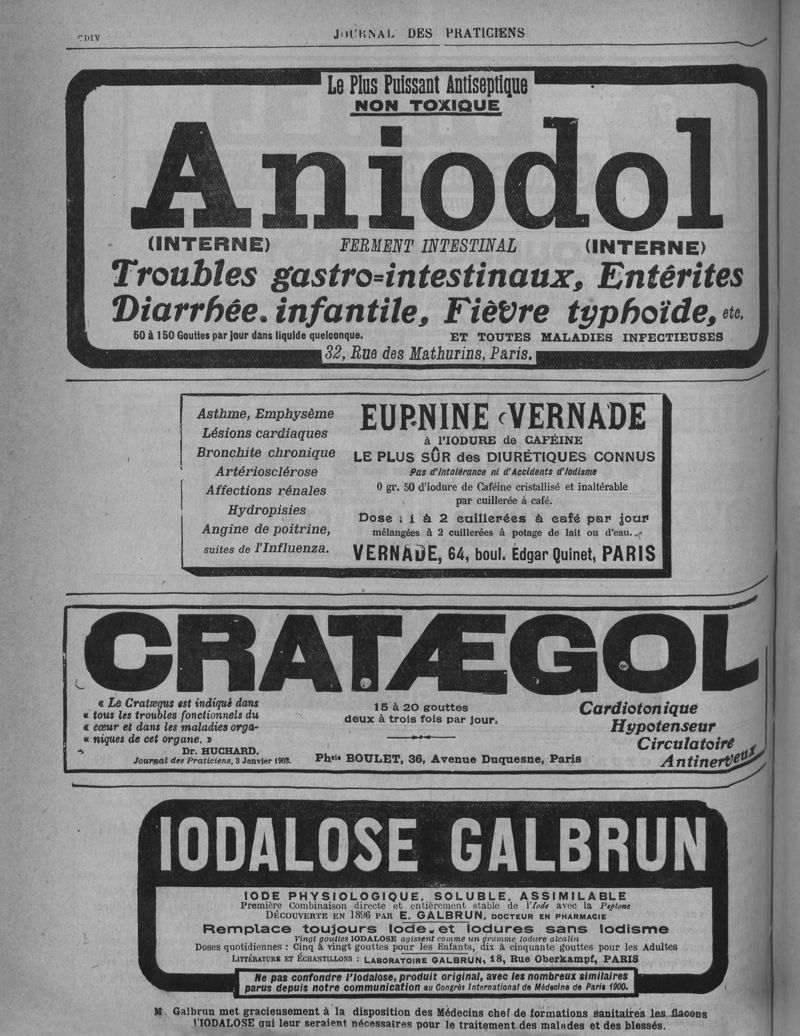 CDIV
JOURNAL DES PRATICIENS
Le Plus Puissant Antiseptique
NON TOXIQUE
Aniodol
(INTERNE) FERMENT INTESTINAL (INTERNE)
Troubles gastro=intestinaux, Entérites
Diarrhée. infantile, Fièvre typhoïde, etc.
50 à 150 Gouttes par jour dans liquide quelconque. ET TOUTES MALADIES INFECTIEUSES
32, Rue des Mathurins, Paris.
Asthme, Emphysème
Lésions cardiaques
Bronchite chronique
Artériosclérose
Affections rénales
Hydropisies
Angine de poitrine,
suites de l'Influenza.
EUPNINE VERNADE
à l'IODURE de CAFÉINE
LE PLUS SÛR des DIURÉTIQUES CONNUS
Pas d'Intolérance ni d'Accidents d'Iodisme
0 gr. 50 d'iodure de Caféine cristallisé et inaltérable
par cuillerée à café.
Dose : 1 à 2 cuillerées à café par jour
mélangées à 2 cuillerées à potage de lait ou d'eau.
VERNADE, 64, boul. Edgar Quinet, PARIS
CRATÆGOL
« Le Cratægus est indiqué dans
« tous les troubles fonctionnels du
« cœur et dans les maladies orga-
« niques de cet organe. »
Dr. HUCHARD.
Journal des Praticiens, 3 Janvier 1903.
15 à 20 gouttes
deux à trois fois par jour.
Phcie BOULET, 36, Avenue Duquesne, Paris
Cardiotonique
Hypotenseur
Circulatoire
Antinerveux
IODALOSE GALBRUN
IODE PHYSIOLOGIQUE, SOLUBLE, ASSIMILABLE
Première Combinaison directe et entièrement stable de l'Iode avec la Peptone
DÉCOUVERTE EN 1896 PAR E. GALBRUN, DOCTEUR EN PHARMACIE
Remplace toujours Iode et Iodures sans Iodisme
Vingt gouttes IODALOSE agissent comme un gramme Iodure alcalin
Doses quotidiennes : Cinq à vingt gouttes pour les Enfants, dix à cinquante gouttes pour les Adultes
LITTÉRATURE ET ÉCHANTILLONS : LABORATOIRE GALBRUN, 18, Rue Oberkampf, PARIS
Ne pas confondre l'Iodalose, produit original, avec les nombreux similaires
parus depuis notre communication au Congrès International de Médecine de Paris 1900.
M. Galbrun met gracieusement à la disposition des Médecins chef de formations sanitaires les flacons
d'IODALOSE qui leur seraient nécessaires pour le traitement des malades et des blessés.